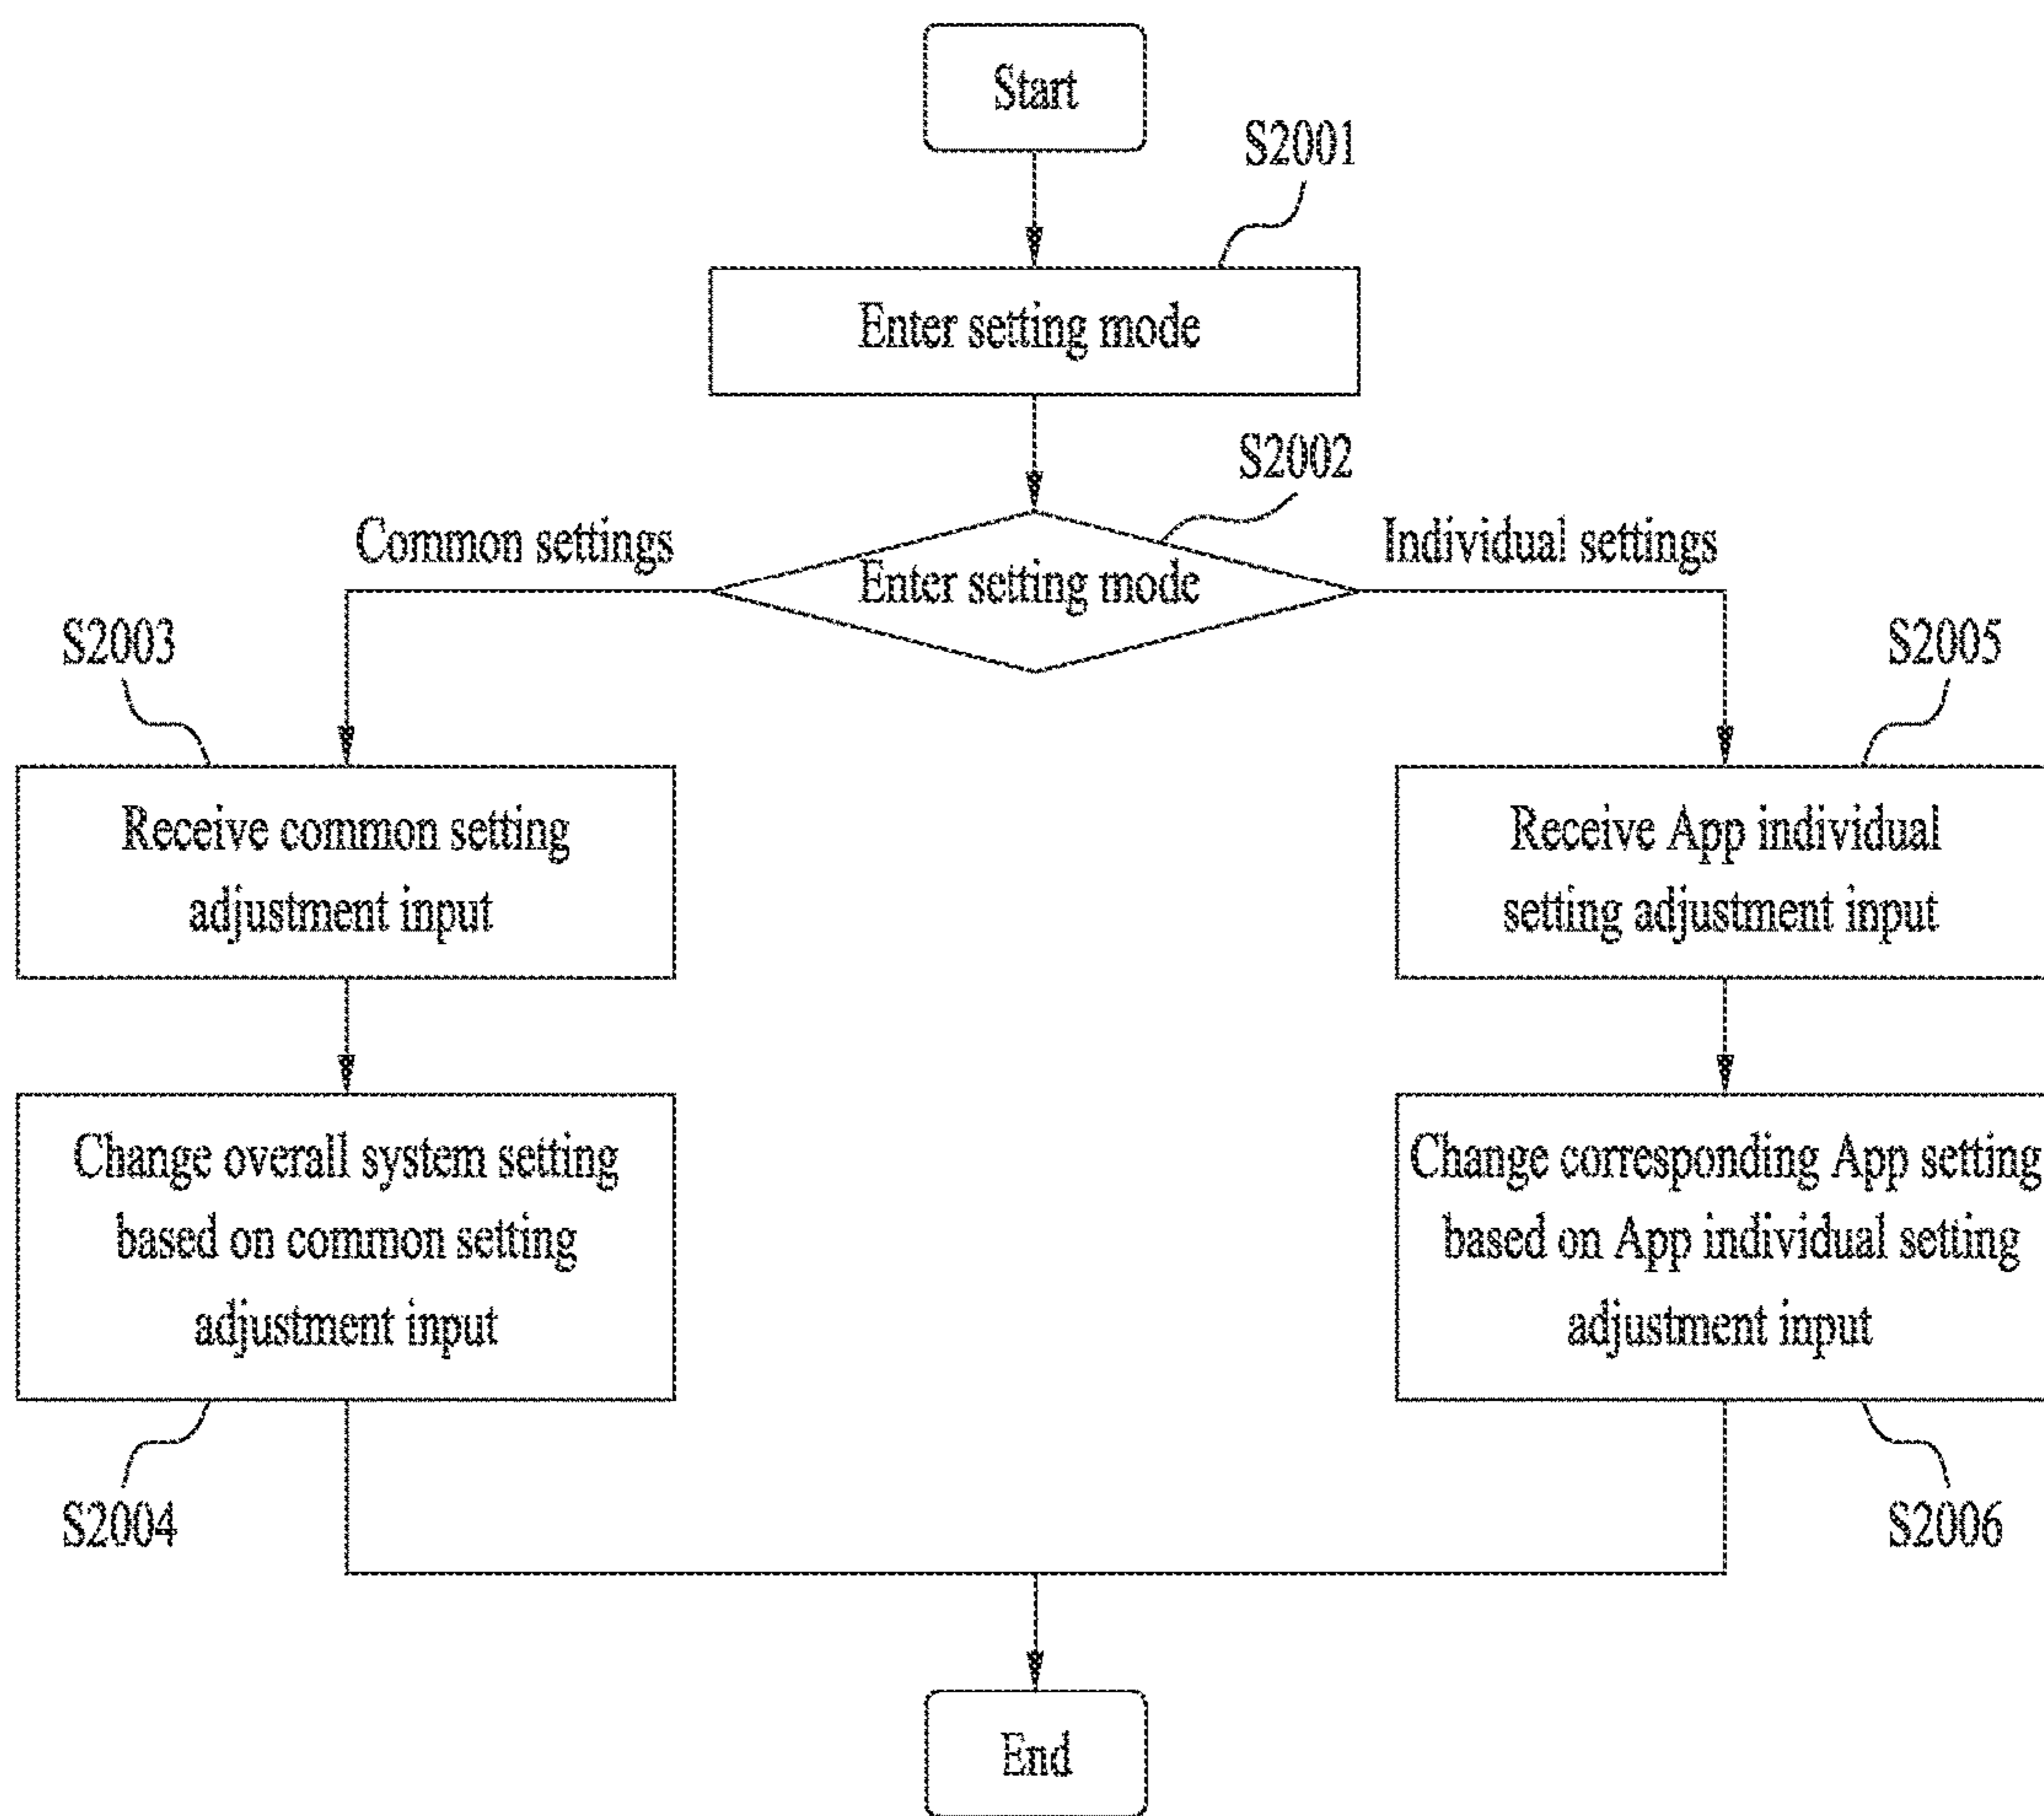 Start
S2001
Enter setting mode
S2002
Common settings
Enter setting mode
Individual settings
S2003
S2005
Receive common setting
adjustment input
Receive App individual
setting adjustment input
Change overall system setting
based on common setting
adjustment input
Change corresponding App setting
based on App individual setting
adjustment input
S2004
S2006
End